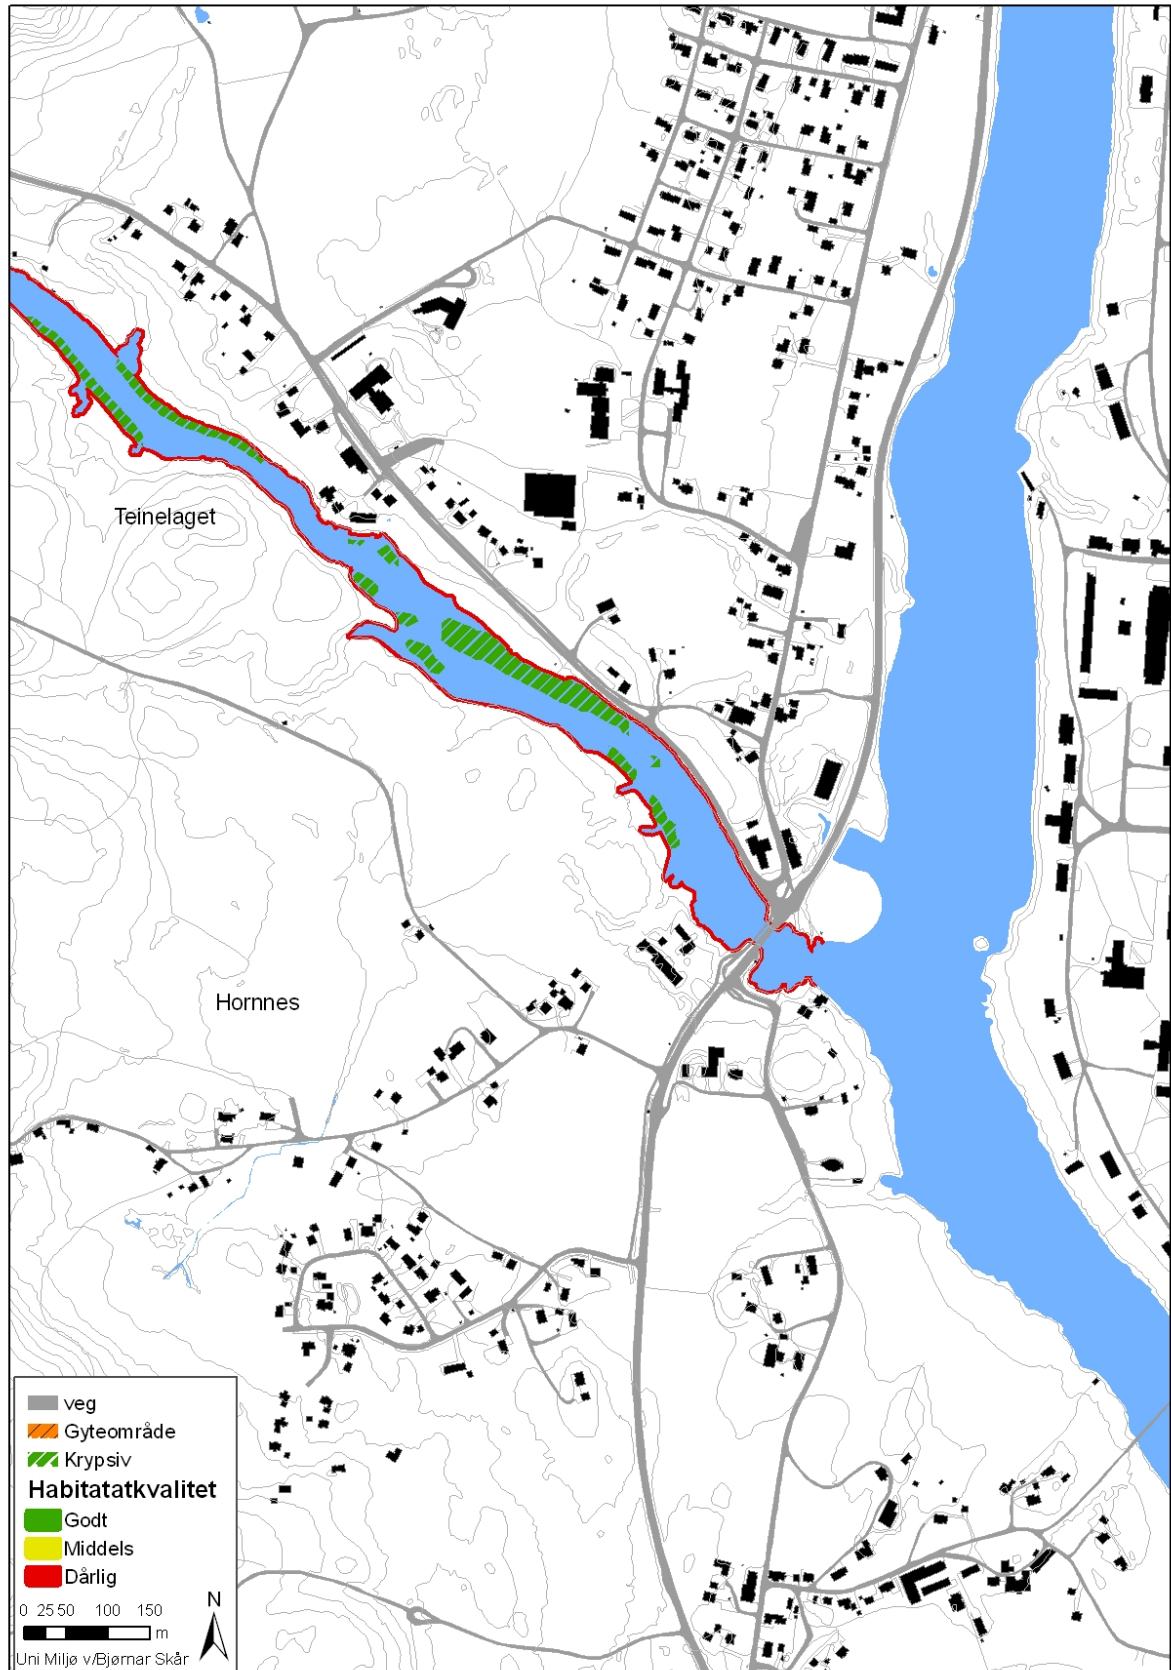 Teinelaget
Hornnes
veg
Gyteområde
Krypsiv
Habitatatkvalitet
Godt
Middels
Dårlig
N
0 25 50 100 150
m
Uni Miljø v/Bjørnar Skår